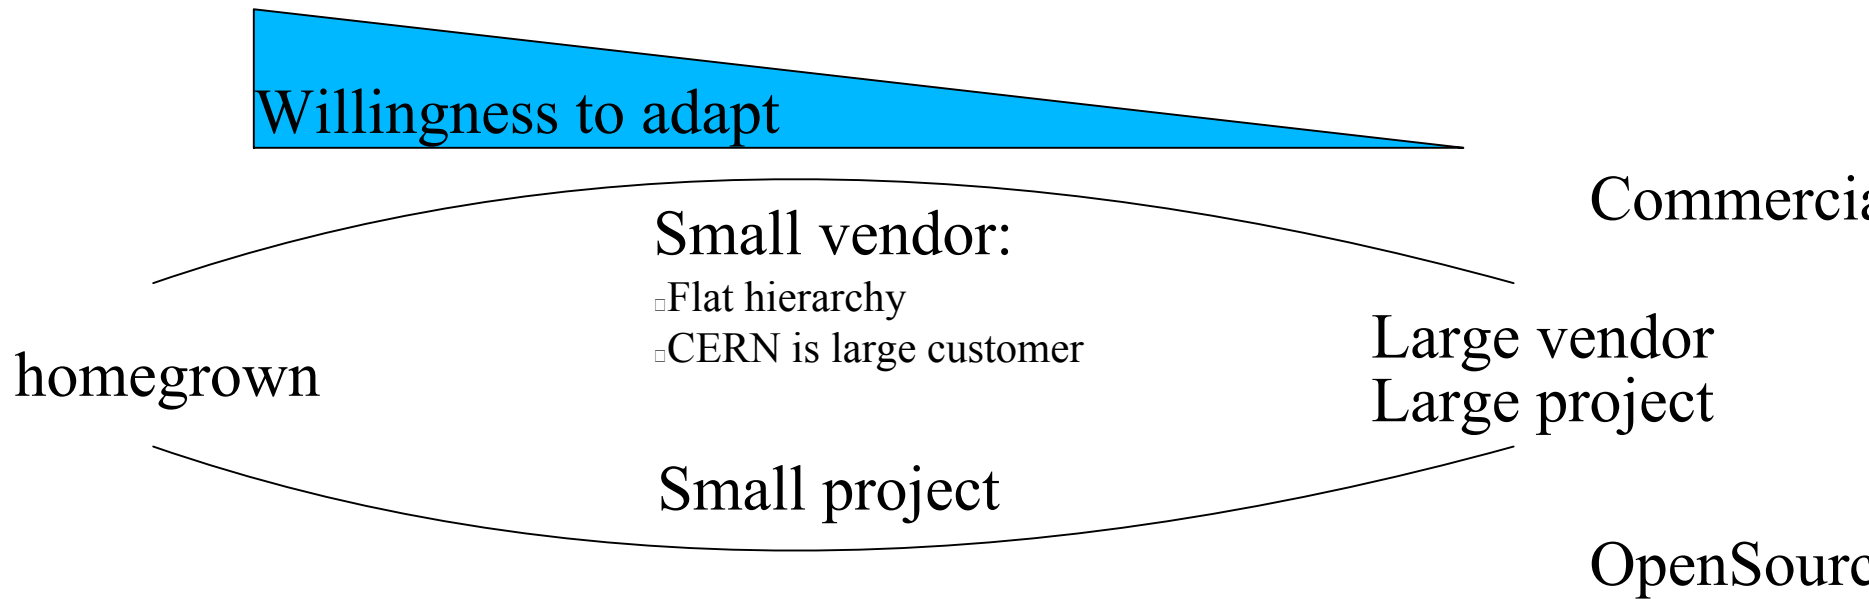 Willingness to adapt
Commercia
Small vendor:
Flat hierarchy
CERN is large customer
Large vendor
homegrown
Large project
Small project
OpenSourc